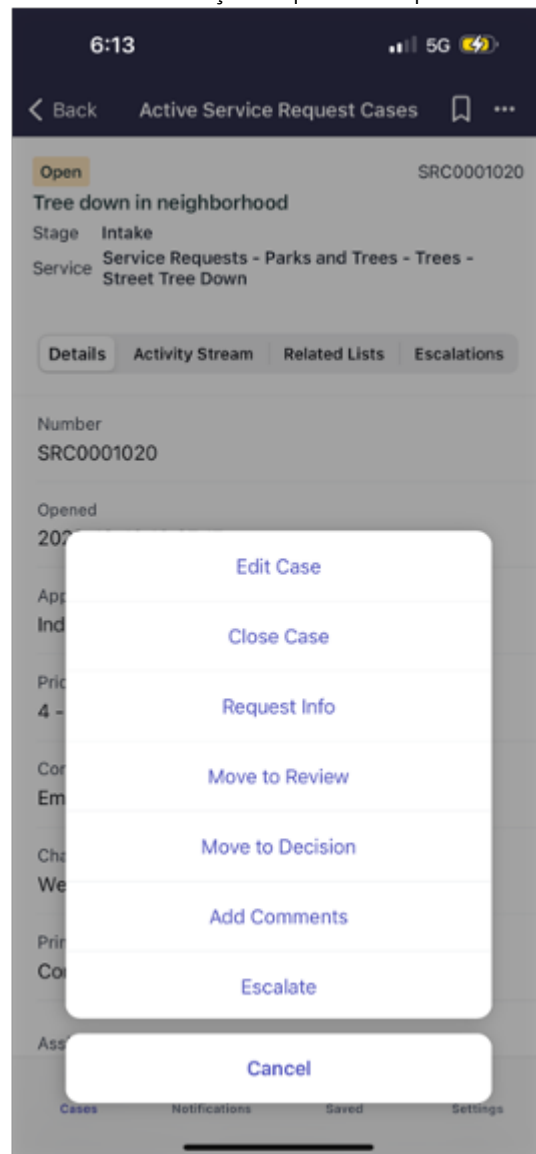 6:13
5G
Back Active Service Request Cases
Open SRC0001020
Tree down in neighborhood
Stage Intake
Service Service Requests - Parks and Trees - Trees -
Street Tree Down
Details Activity Stream Related Lists Escalations
Number
SRC0001020
Opened
Edit Case
Close Case
Request Info
4 -
Move to Review
Move to Decision
Add Comments
Escalate
Cancel
Cases Notifications Saved Settings